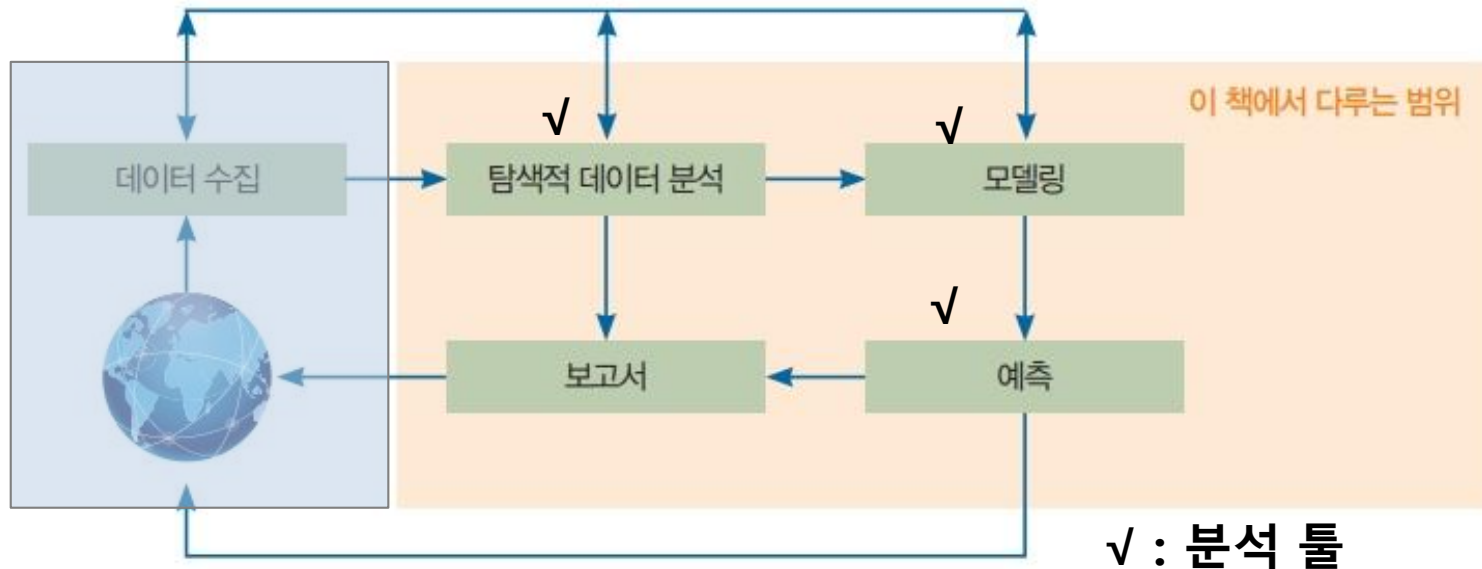 이 책에서 다루는 범위
√
√
데이터 수집
탐색적 데이터 분석
모델링
√
보고서
예측
√ : 분석 툴